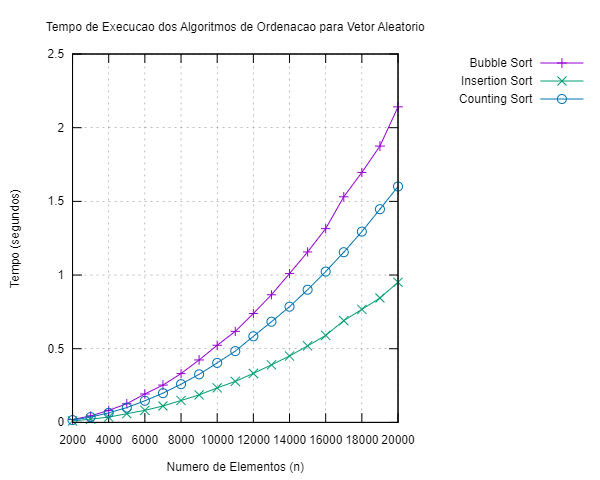 Tempo de Execucao dos Algoritmos de Ordenacao para Vetor Aleatorio
Bubble Sort
Insertion Sort
Counting Sort
2.5
2
1.5
1
0.5
0
Tempo (segundos)
2000 4000 6000 8000 10000 12000 14000 16000 18000 20000
Numero de Elementos (n)